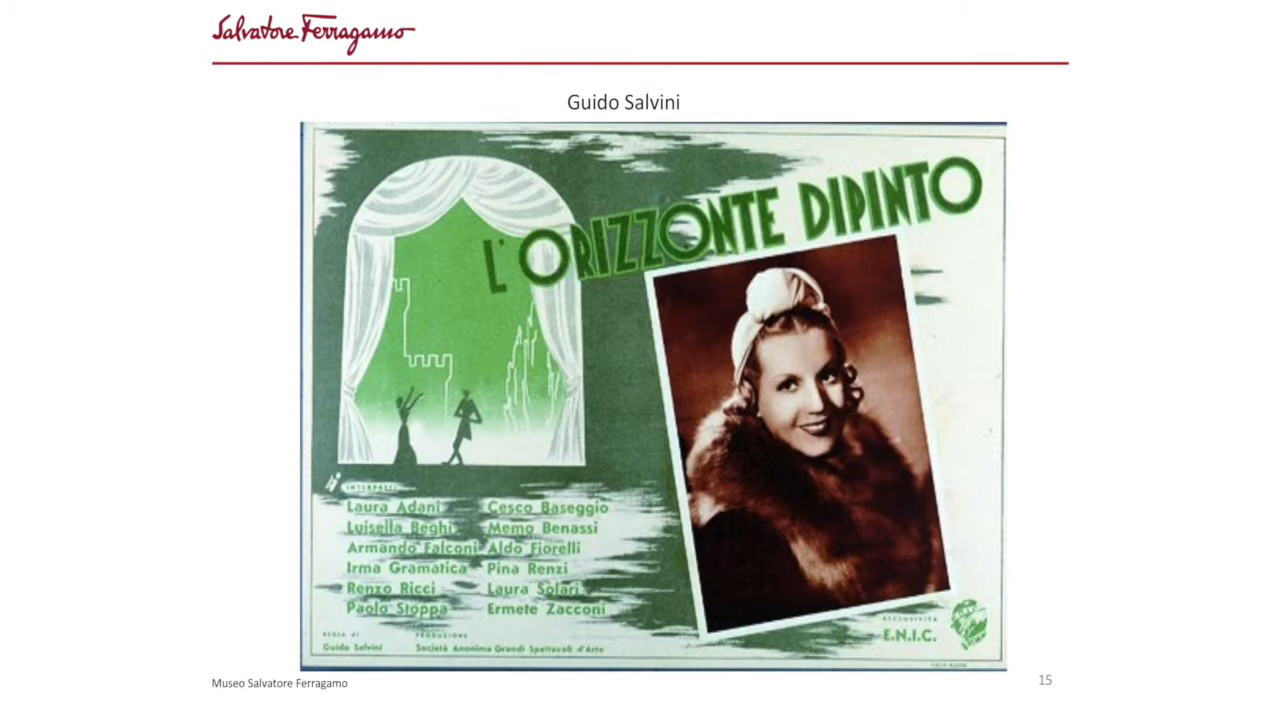 Salvatore Ferragamo
Guido Salvini
L'ORIZZONTE DIPINTO
INTERPRETI
Laura Adani Cesco Baseggio
Luisella Beghi Memo Benassi
Armando Falconi Aldo Fiorelli
Irma Gramatica Pina Renzi
Renzo Ricci Laura Solari
Paolo Stoppa Ermete Zacconi
REGIA DI PRODUZIONE
Guido Salvini Società Anonima Grandi Spettacoli d'Arte
ESCLUSIVITÀ
E.N.I.C.
Museo Salvatore Ferragamo
15